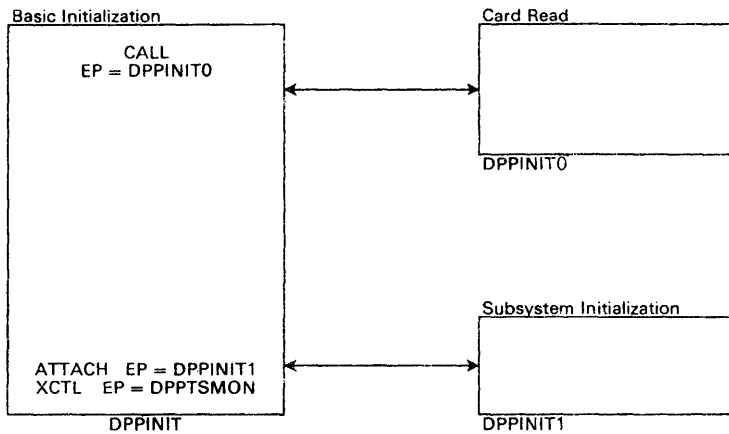 Basic Initialization
CALL
EP = DPPINIT0
ATTACH EP = DPPINIT1
XCTL EP = DPPTSMON
DPPINIT
Card Read
DPPINIT0
Subsystem Initialization
DPPINIT1